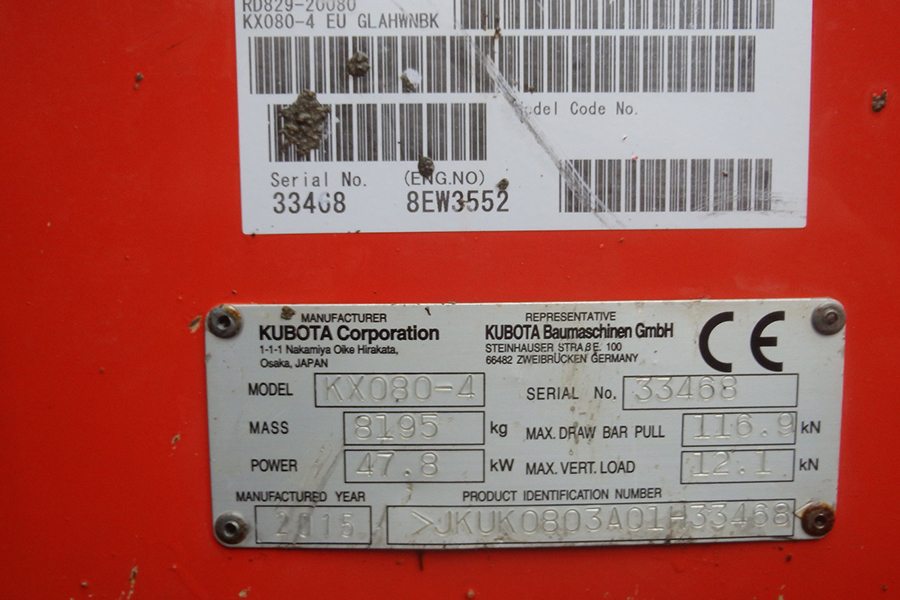 RD829-20080
KX080-4 EU GLAHWNBK
Model Code No.
Serial No. (ENG.NO)
33468 8EW3552
MANUFACTURER
KUBOTA Corporation
1-1-1 Nakamiya Oike Hirakata,
Osaka, JAPAN
REPRESENTATIVE
KUBOTA Baumaschinen GmbH
STEINHAUSER STRAßE. 100
66482 ZWEIBRÜCKEN GERMANY
CE
MODEL KX080-4 SERIAL No. 33468
MASS 8195 kg MAX. DRAW BAR PULL 116.9 kN
POWER 47.8 kW MAX. VERT. LOAD 12.1 kN
MANUFACTURED YEAR PRODUCT IDENTIFICATION NUMBER
2015 >JKUK0803A01H33468